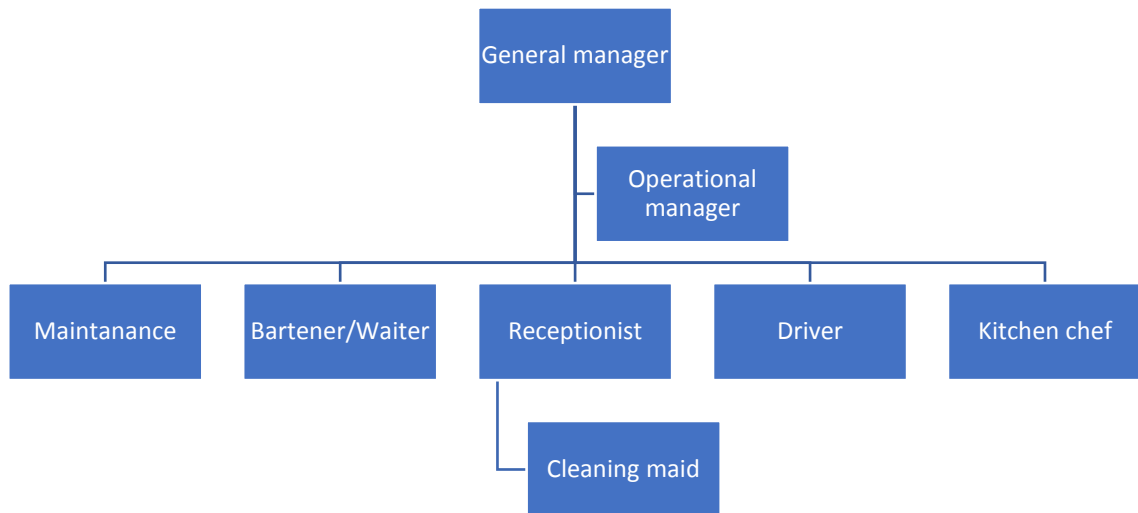 General manager
Operational
manager
Maintanance
Bartener/Waiter
Receptionist
Driver
Kitchen chef
Cleaning maid